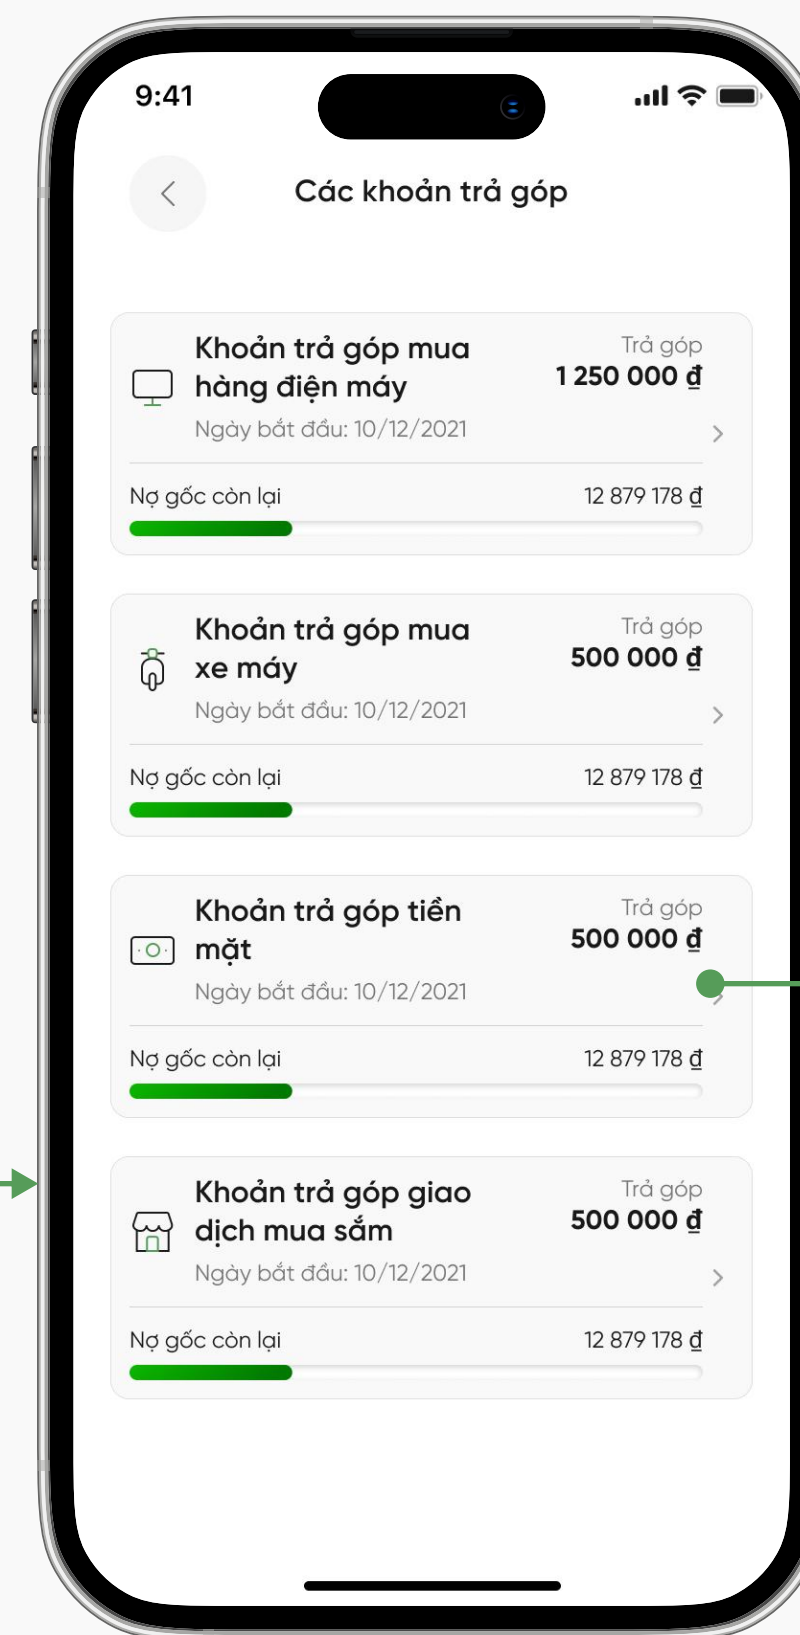 9:41
Các khoản trả góp
Khoản trả góp mua
hàng điện máy
Ngày bắt đầu: 10/12/2021
Trả góp
1 250 000 ₫
Nợ gốc còn lại
12 879 178 ₫
Khoản trả góp mua
xe máy
Ngày bắt đầu: 10/12/2021
Trả góp
500 000 ₫
Nợ gốc còn lại
12 879 178 ₫
Khoản trả góp tiền
mặt
Ngày bắt đầu: 10/12/2021
Trả góp
500 000 ₫
Nợ gốc còn lại
12 879 178 ₫
Khoản trả góp giao
dịch mua sắm
Ngày bắt đầu: 10/12/2021
Trả góp
500 000 ₫
Nợ gốc còn lại
12 879 178 ₫